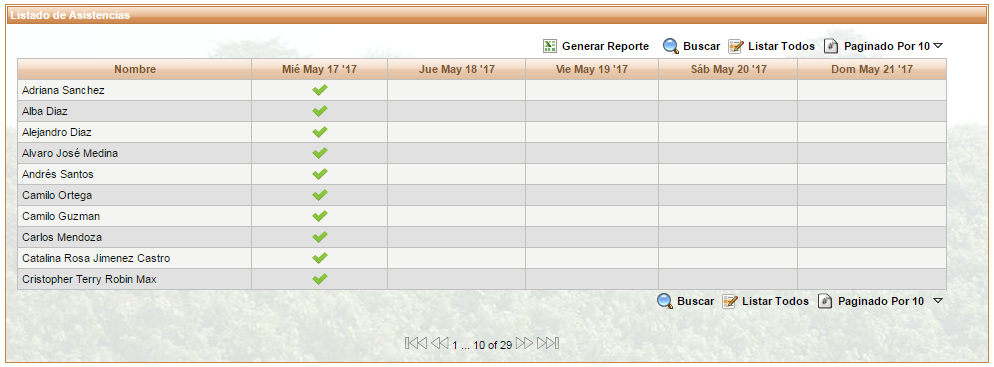 Listado de Asistencias
Generar Reporte Buscar Listar Todos Paginado Por 10
Nombre Mié May 17 '17 Jue May 18 '17 Vie May 19 '17 Sáb May 20 '17 Dom May 21 '17
Adriana Sanchez
Alba Diaz
Alejandro Diaz
Alvaro José Medina
Andrés Santos
Camilo Ortega
Camilo Guzman
Carlos Mendoza
Catalina Rosa Jimenez Castro
Cristopher Terry Robin Max
Buscar Listar Todos Paginado Por 10
1 ... 10 of 29